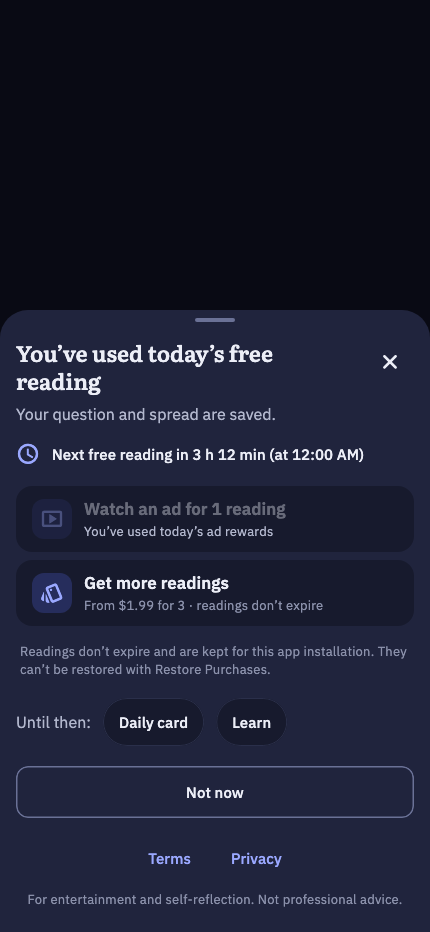 You’ve used today’s free
reading
Your question and spread are saved.
Next free reading in 3 h 12 min (at 12:00 AM)
Watch an ad for 1 reading
You’ve used today’s ad rewards
Get more readings
From $1.99 for 3 · readings don’t expire
Readings don’t expire and are kept for this app installation. They
can’t be restored with Restore Purchases.
Until then:
Daily card
Learn
Not now
Terms
Privacy
For entertainment and self-reflection. Not professional advice.